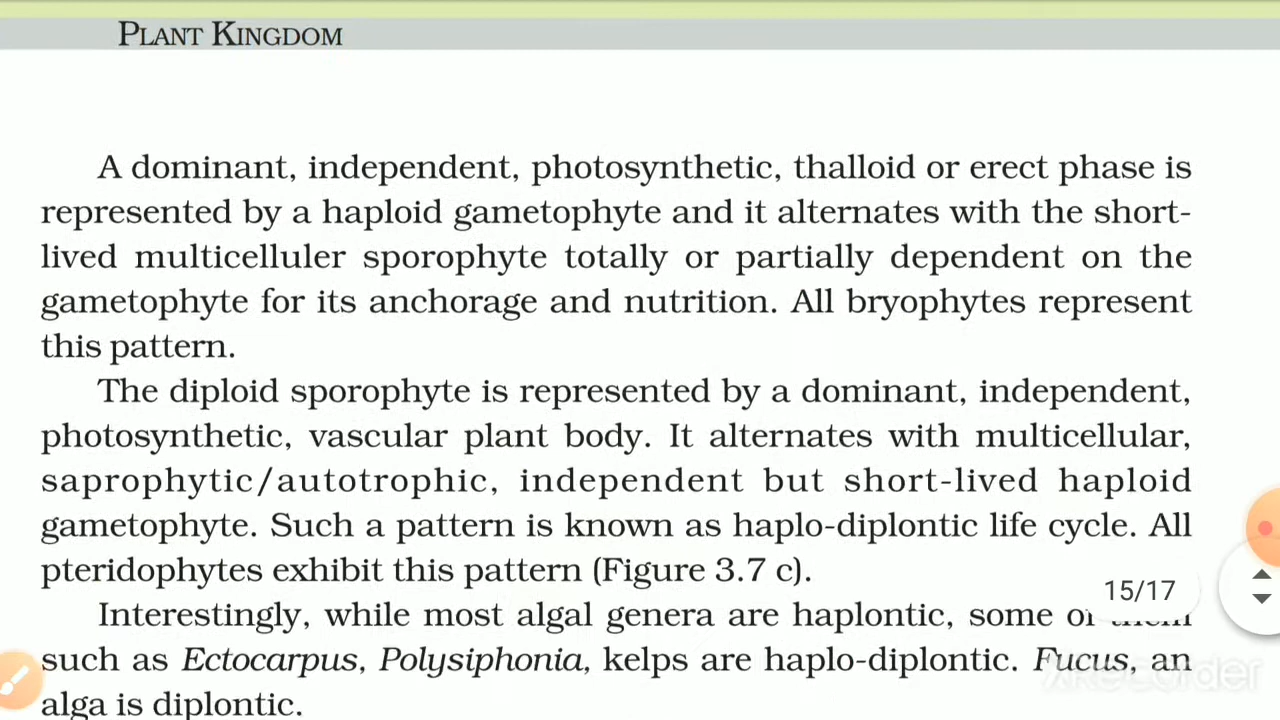 PLANT KINGDOM
A dominant, independent, photosynthetic, thalloid or erect phase is
represented by a haploid gametophyte and it alternates with the short-
lived multicelluler sporophyte totally or partially dependent on the
gametophyte for its anchorage and nutrition. All bryophytes represent
this pattern.
The diploid sporophyte is represented by a dominant, independent,
photosynthetic, vascular plant body. It alternates with multicellular,
saprophytic/autotrophic, independent but short-lived haploid
gametophyte. Such a pattern is known as haplo-diplontic life cycle. All
pteridophytes exhibit this pattern (Figure 3.7 c).
15/17
Interestingly, while most algal genera are haplontic, some of them
such as Ectocarpus, Polysiphonia, kelps are haplo-diplontic. Fucus, an
alga is diplontic.
XRecorder